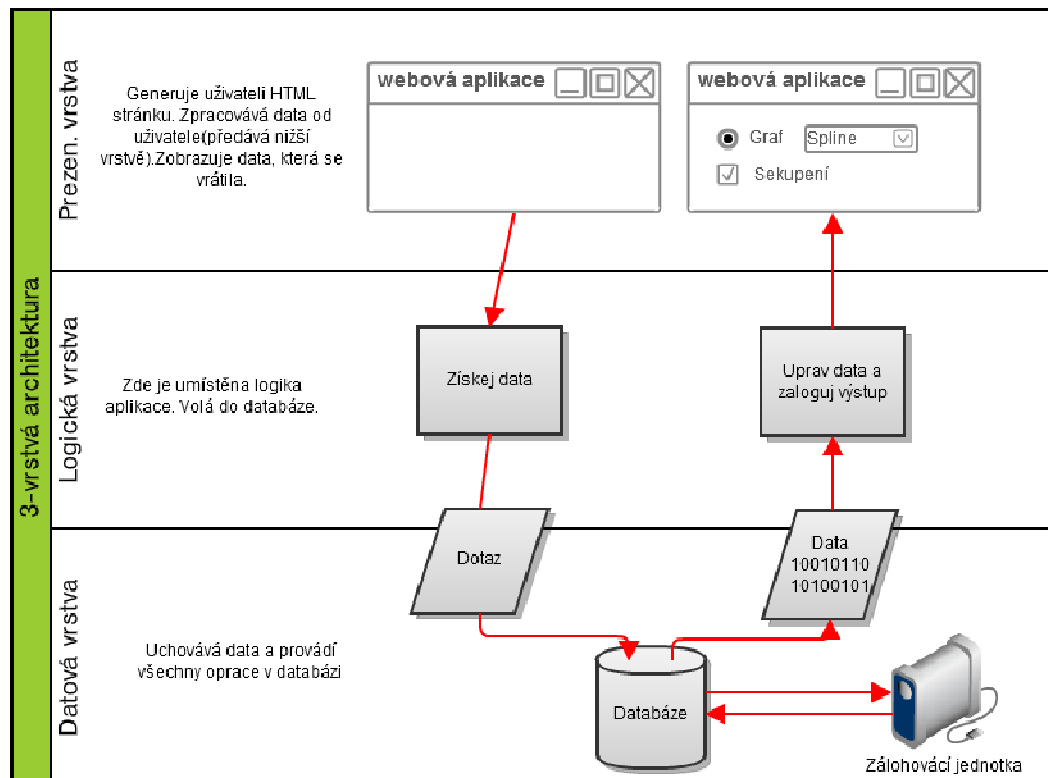 3-vrstvá architektura
Prezen. vrstva
Generuje uživateli HTML
stránku. Zpracovává data od
uživatele(předává nižší
vrstvě).Zobrazuje data, která se
vrátila.
webová aplikace
webová aplikace
Graf
Spline
Sekupení
Logická vrstva
Zde je umístěna logika
aplikace. Volá do databáze.
Získej data
Uprav data a
zaloguj výstup
Datová vrstva
Dotaz
Data
10010110
10100101
Uchovává data a provádí
všechny oprace v databázi
Databáze
Zálohovácí jednotka